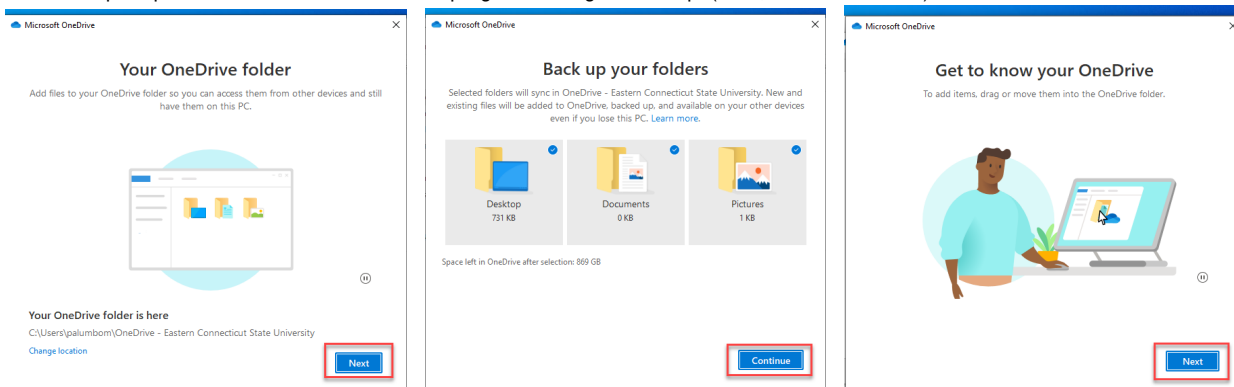 Microsoft OneDrive
Your OneDrive folder
Add files to your OneDrive folder so you can access them from other devices and still
have them on this PC.
Your OneDrive folder is here
C:\Users\palumbom\OneDrive - Eastern Connecticut State University
Change location
Next
Microsoft OneDrive
Back up your folders
Selected folders will sync in OneDrive - Eastern Connecticut State University. New and
existing files will be added to OneDrive, backed up, and available on your other devices
even if you lose this PC. Learn more.
Desktop
731 KB
Documents
0 KB
Pictures
1 KB
Space left in OneDrive after selection: 869 GB
Continue
Microsoft OneDrive
Get to know your OneDrive
To add items, drag or move them into the OneDrive folder.
Next